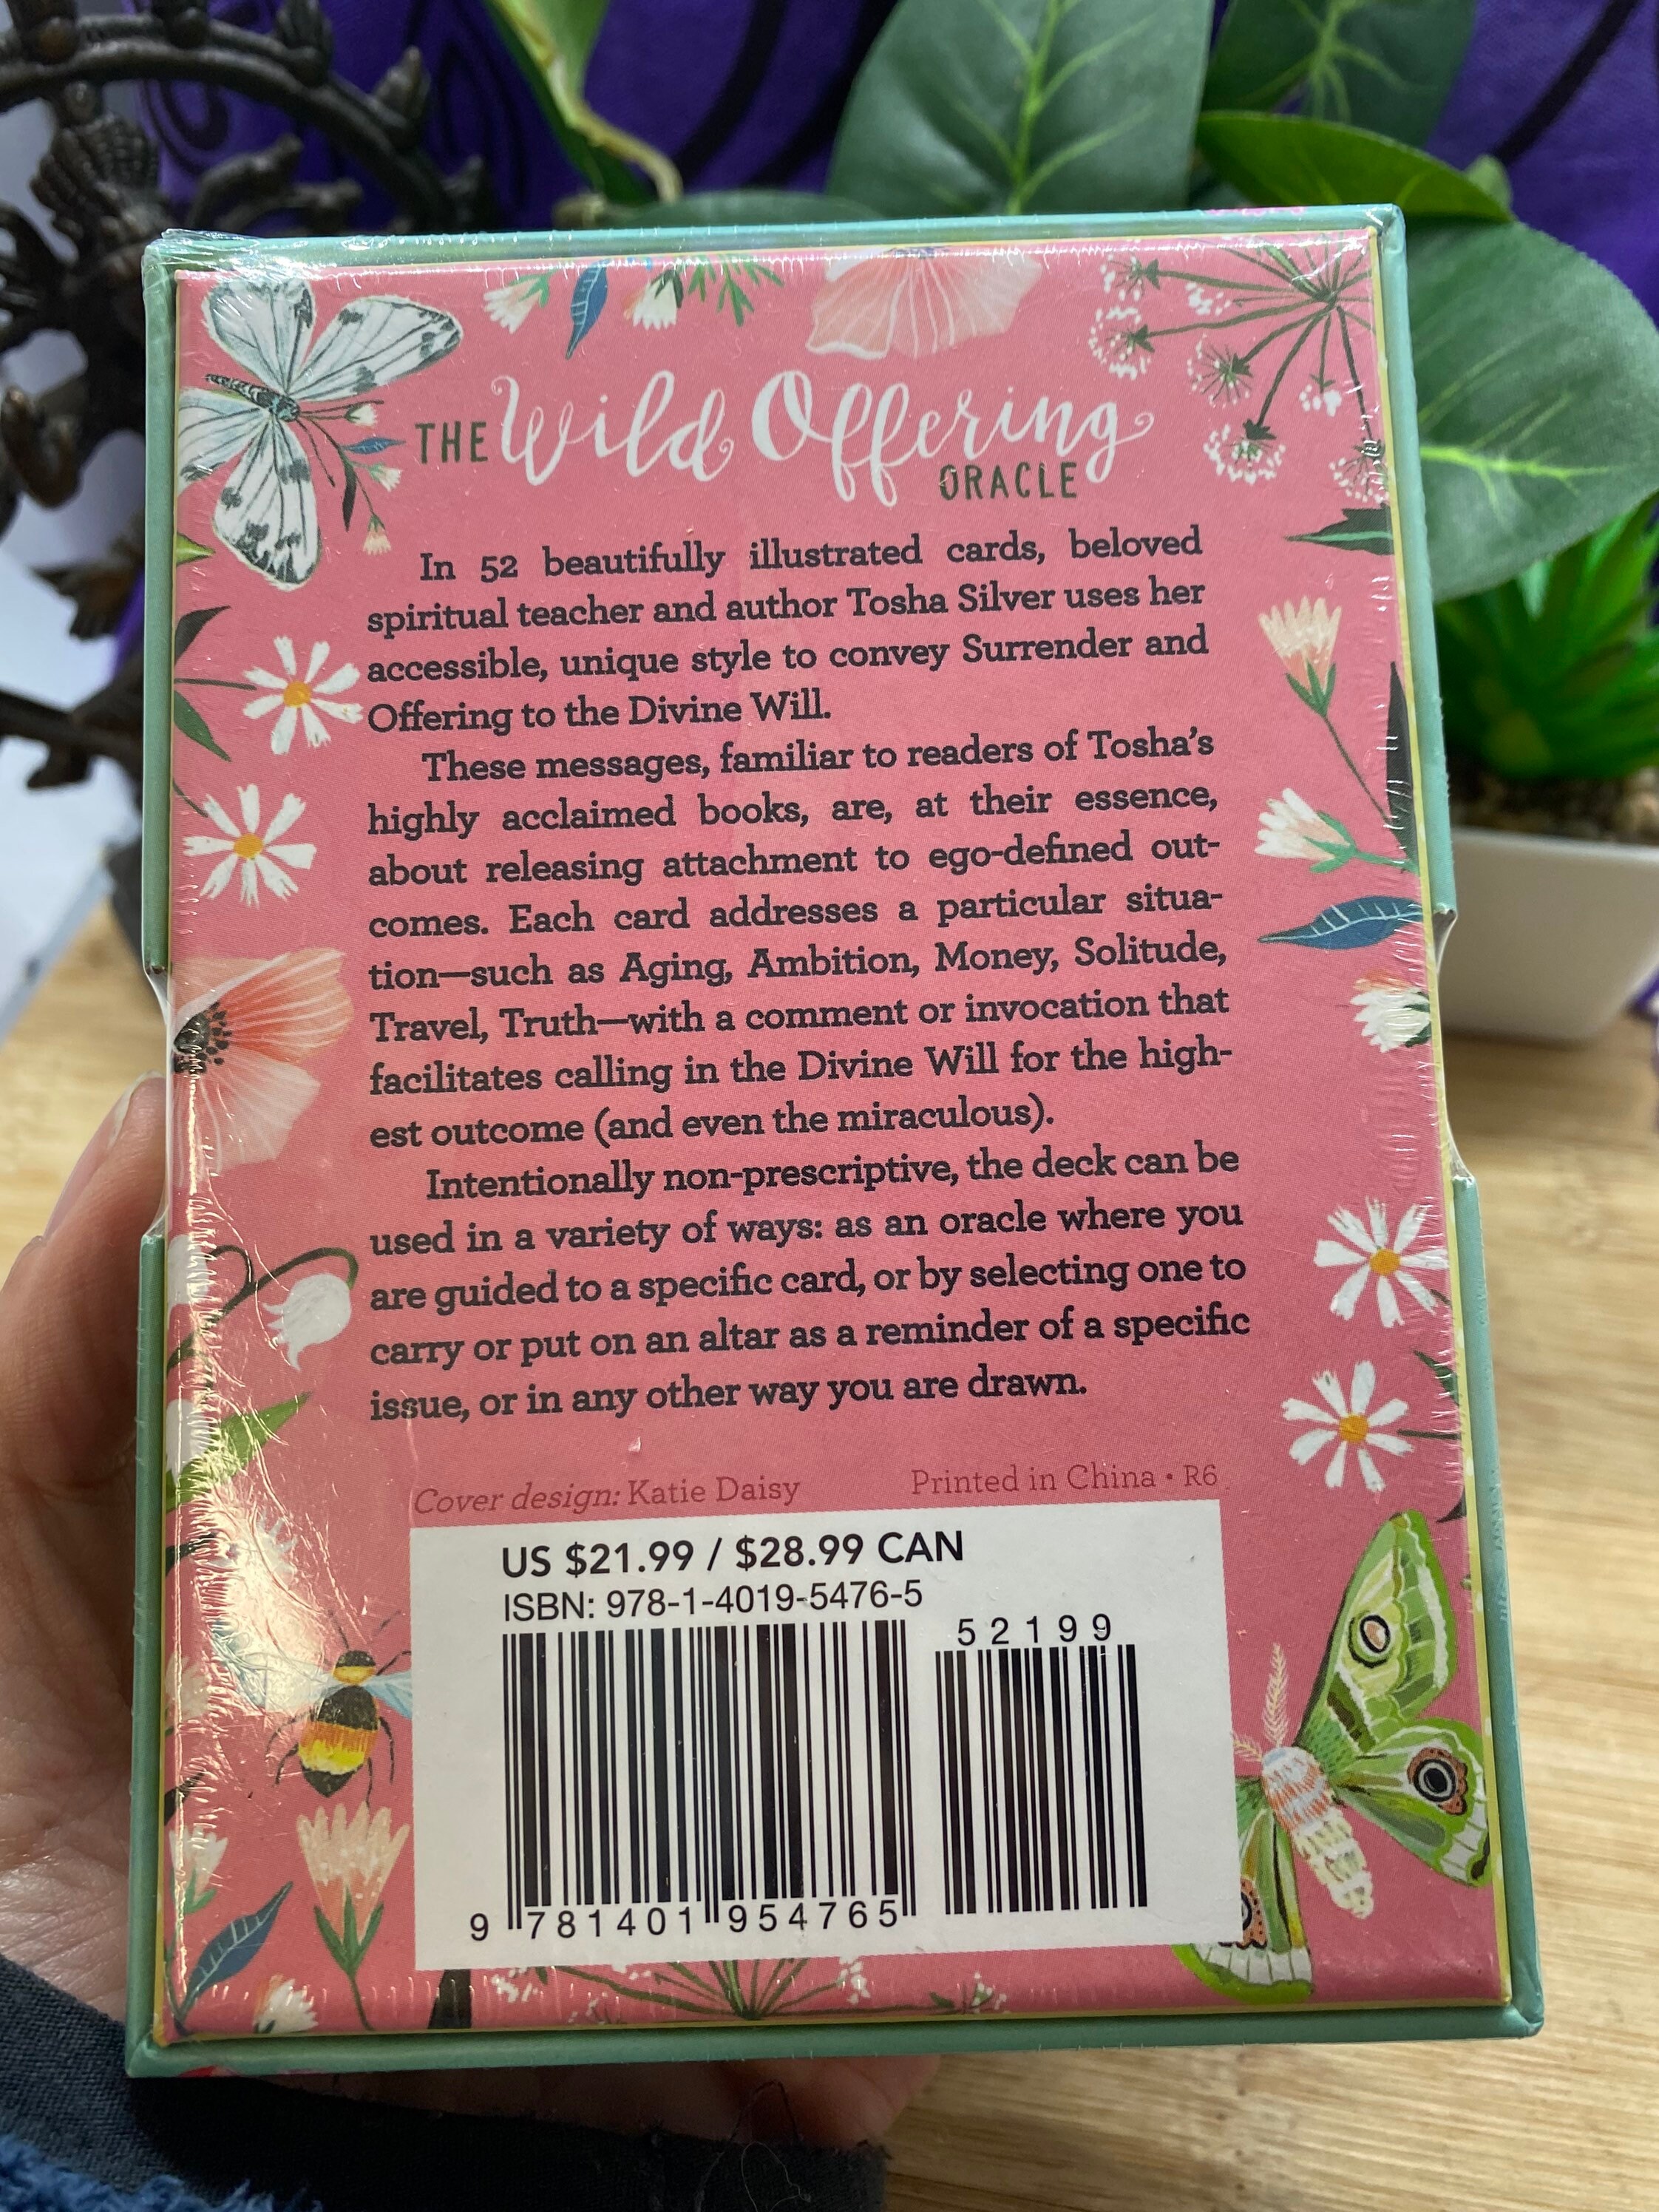 THE Wild Offering
ORACLE
In 52 beautifully illustrated cards, beloved
spiritual teacher and author Tosha Silver uses her
accessible, unique style to convey Surrender and
Offering to the Divine Will.
These messages, familiar to readers of Tosha's
highly acclaimed books, are, at their essence,
about releasing attachment to ego-defined out-
comes. Each card addresses a particular situa-
tion—such as Aging, Ambition, Money, Solitude,
Travel, Truth—with a comment or invocation that
facilitates calling in the Divine Will for the high-
est outcome (and even the miraculous).
Intentionally non-prescriptive, the deck can be
used in a variety of ways: as an oracle where you
are guided to a specific card, or by selecting one to
carry or put on an altar as a reminder of a specific
issue, or in any other way you are drawn.
Cover design: Katie Daisy Printed in China • R6
US $21.99 / $28.99 CAN
ISBN: 978-1-4019-5476-5
52199
9 781401 954765